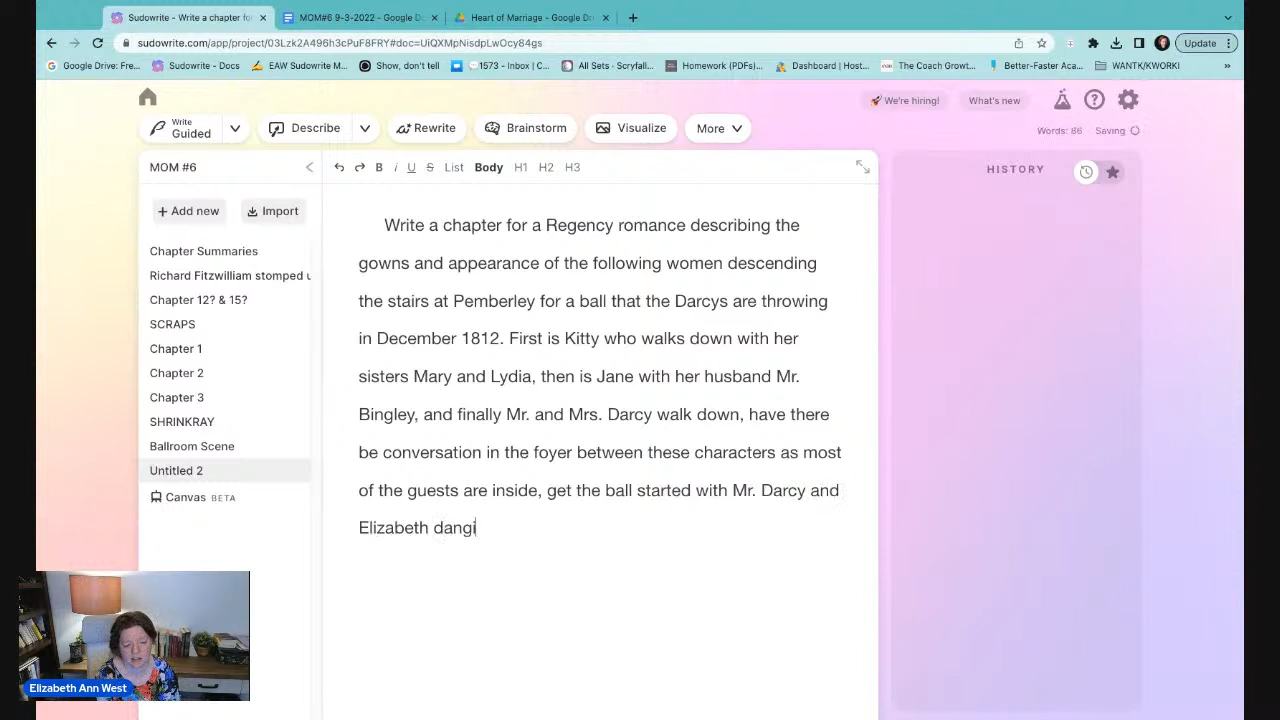 Sudowrite - Write a chapter fo
MOM#6 9-3-2022 - Google Do
Heart of Marriage - Google Dri
sudowrite.com/app/project/03Lzk2A496h3cPuF8FRY#doc=UiQXMpNisdpLwOcy84gs
Update
Google Drive: Fre...
Sudowrite - Docs
EAW Sudowrite M...
Show, don't tell
1573 - Inbox | C...
All Sets · Scryfall...
Homework (PDFs)...
Dashboard | Host...
The Coach Growt...
Better-Faster Aca...
WANTK/KWORKI
»
We're hiring!
What's new
Write
Guided
Describe
Rewrite
Brainstorm
Visualize
More
Words: 86
Saving
MOM #6
B i U S List Body H1 H2 H3
HISTORY
+ Add new
Import
Chapter Summaries
Richard Fitzwilliam stomped u
Chapter 12? & 15?
SCRAPS
Chapter 1
Chapter 2
Chapter 3
SHRINKRAY
Ballroom Scene
Untitled 2
Canvas BETA
Write a chapter for a Regency romance describing the
gowns and appearance of the following women descending
the stairs at Pemberley for a ball that the Darcys are throwing
in December 1812. First is Kitty who walks down with her
sisters Mary and Lydia, then is Jane with her husband Mr.
Bingley, and finally Mr. and Mrs. Darcy walk down, have there
be conversation in the foyer between these characters as most
of the guests are inside, get the ball started with Mr. Darcy and
Elizabeth dangi
Elizabeth Ann West